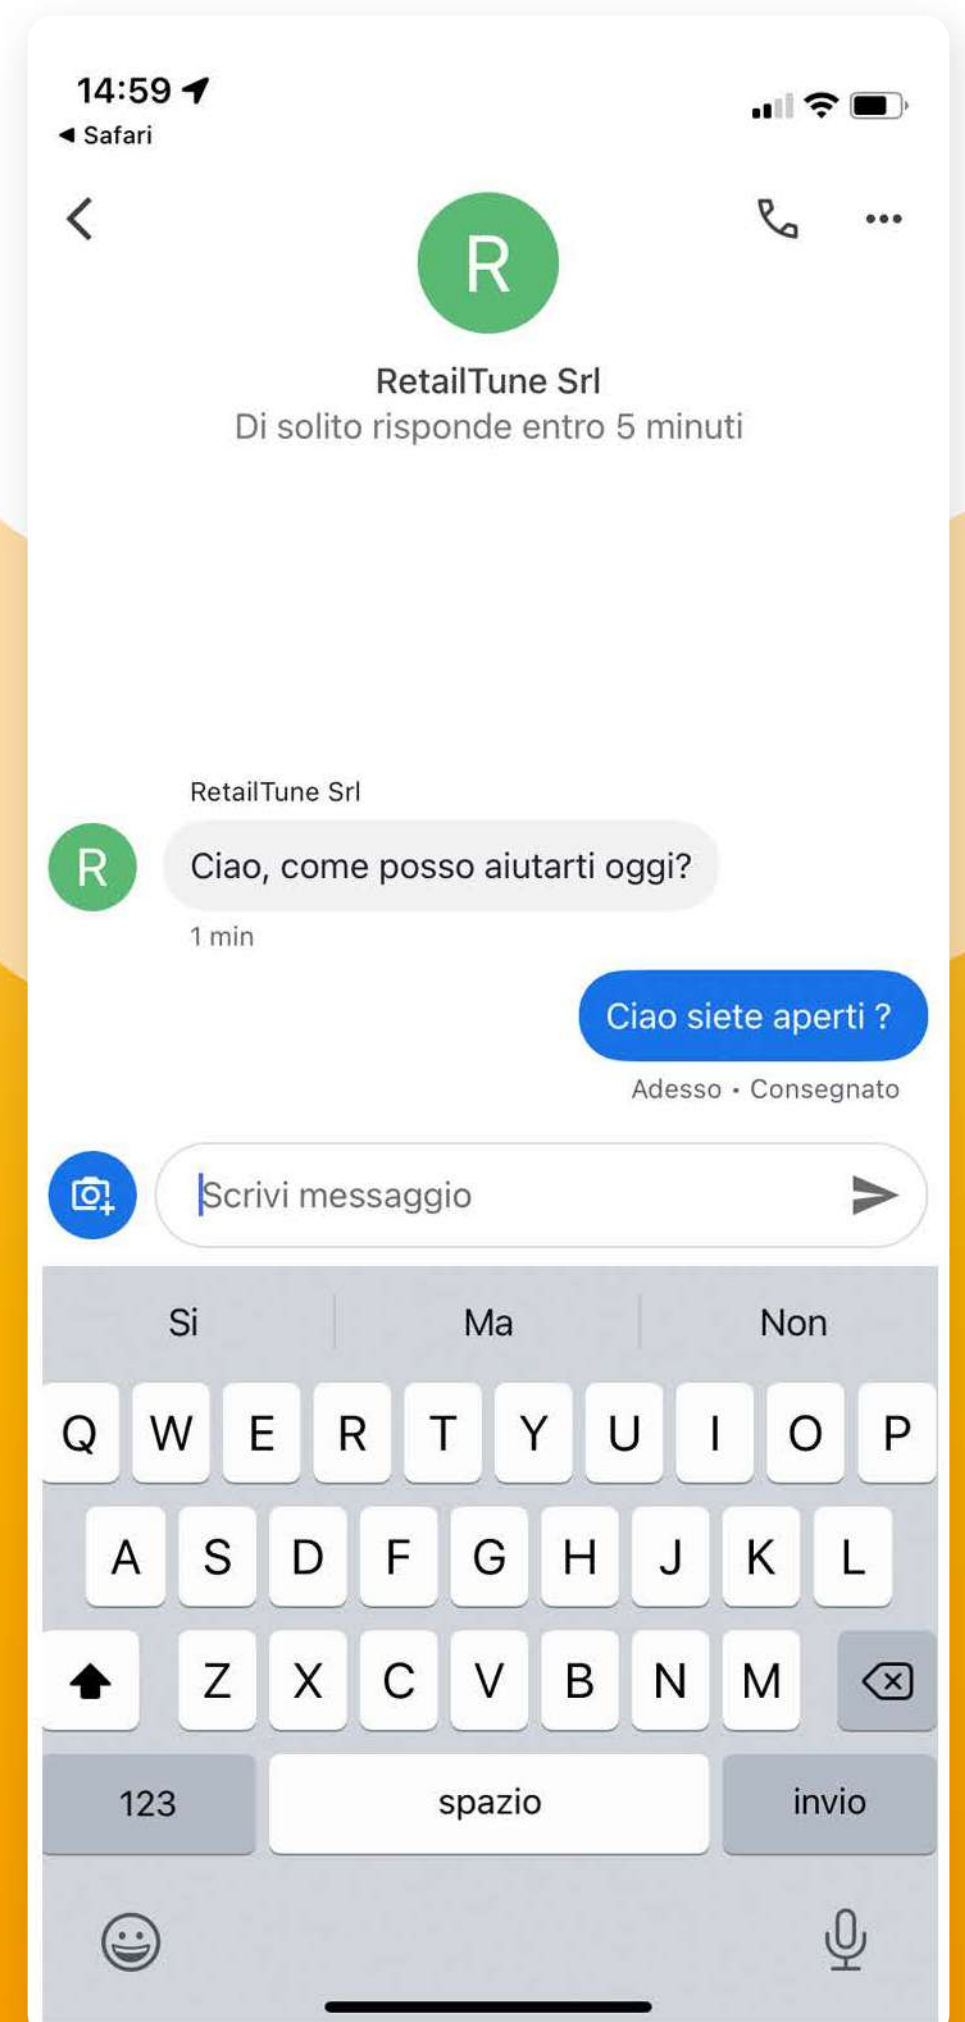 14:59
◀ Safari
R
RetailTune Srl
Di solito risponde entro 5 minuti
RetailTune Srl
R
Ciao, come posso aiutarti oggi?
1 min
Ciao siete aperti ?
Adesso • Consegnato
Scrivi messaggio
Si Ma Non
Q W E R T Y U I O P
A S D F G H J K L
Z X C V B N M
123 spazio invio